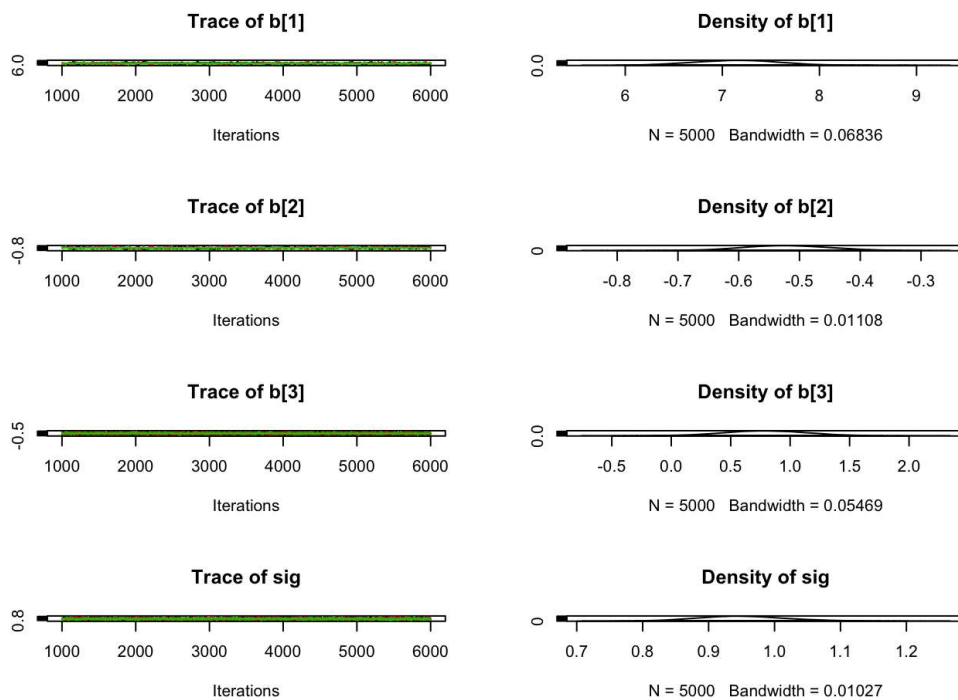 Trace of b[1]
6.0
1000 2000 3000 4000 5000 6000
Iterations
Density of b[1]
0.0
6 7 8 9
N = 5000 Bandwidth = 0.06836
Trace of b[2]
-0.8
1000 2000 3000 4000 5000 6000
Iterations
Density of b[2]
0
-0.8 -0.7 -0.6 -0.5 -0.4 -0.3
N = 5000 Bandwidth = 0.01108
Trace of b[3]
-0.5
1000 2000 3000 4000 5000 6000
Iterations
Density of b[3]
0.0
-0.5 0.0 0.5 1.0 1.5 2.0
N = 5000 Bandwidth = 0.05469
Trace of sig
0.8
1000 2000 3000 4000 5000 6000
Iterations
Density of sig
0
0.7 0.8 0.9 1.0 1.1 1.2
N = 5000 Bandwidth = 0.01027